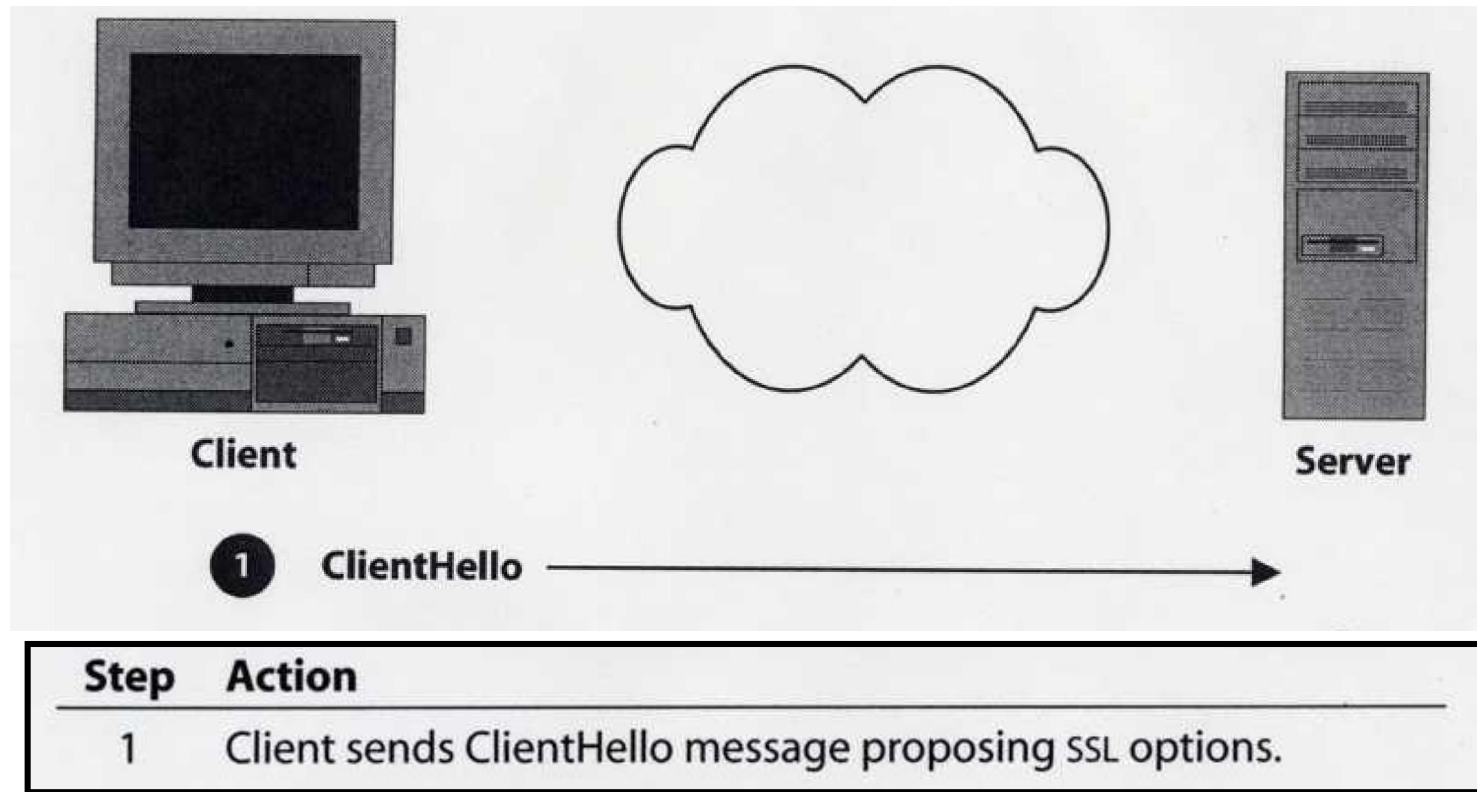 Client
Server
1 ClientHello
Step Action
1 Client sends ClientHello message proposing SSL options.